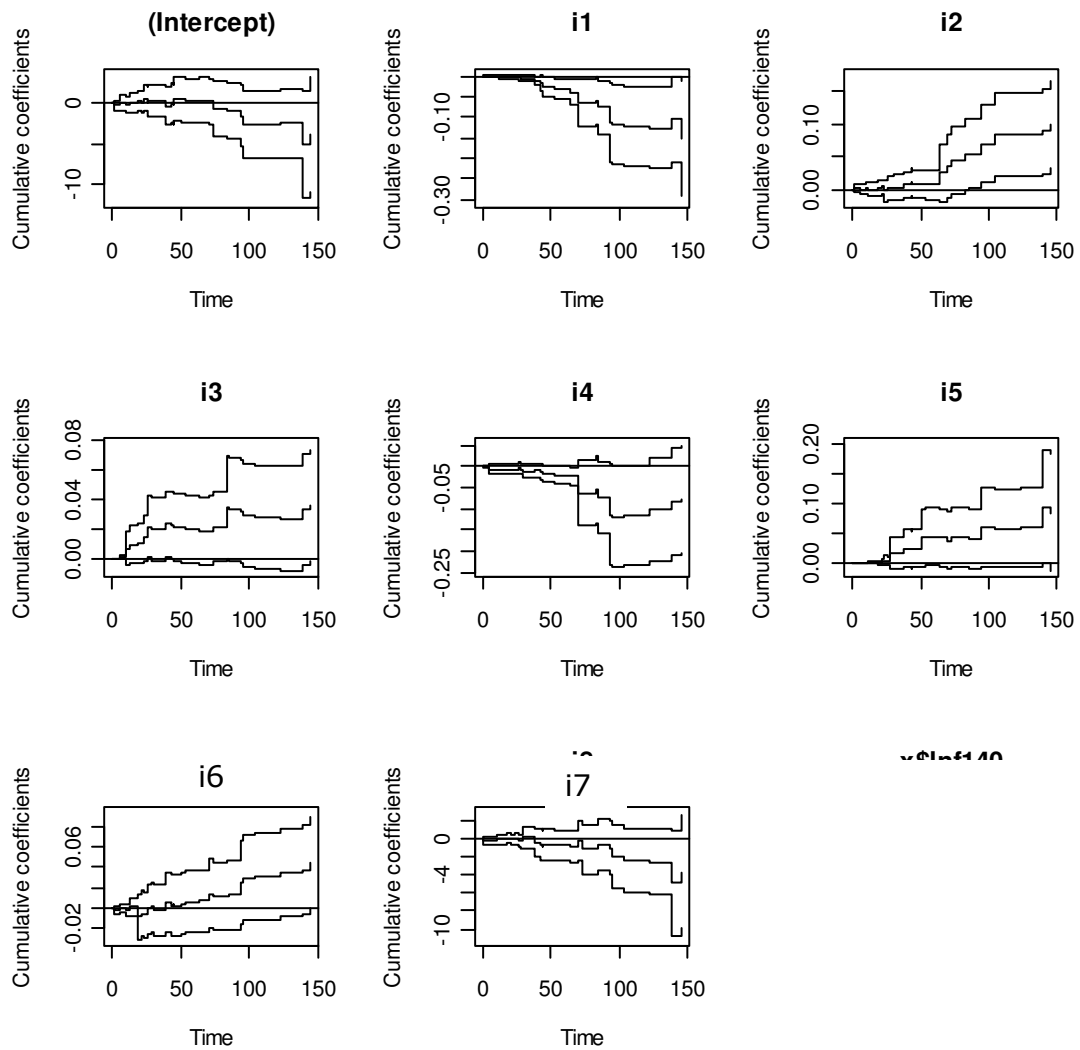 (Intercept)
i1
i2
Cumulative coefficients
-10
0
0 50 100 150
Time
Cumulative coefficients
-0.30
-0.10
0 50 100 150
Time
Cumulative coefficients
0.00
0.10
0 50 100 150
Time
i3
i4
i5
Cumulative coefficients
0.00
0.04
0.08
0 50 100 150
Time
Cumulative coefficients
-0.25
-0.05
0 50 100 150
Time
Cumulative coefficients
0.00
0.10
0.20
0 50 100 150
Time
i6
i7
Cumulative coefficients
-0.02
0.06
0 50 100 150
Time
Cumulative coefficients
-10
-4
0
0 50 100 150
Time